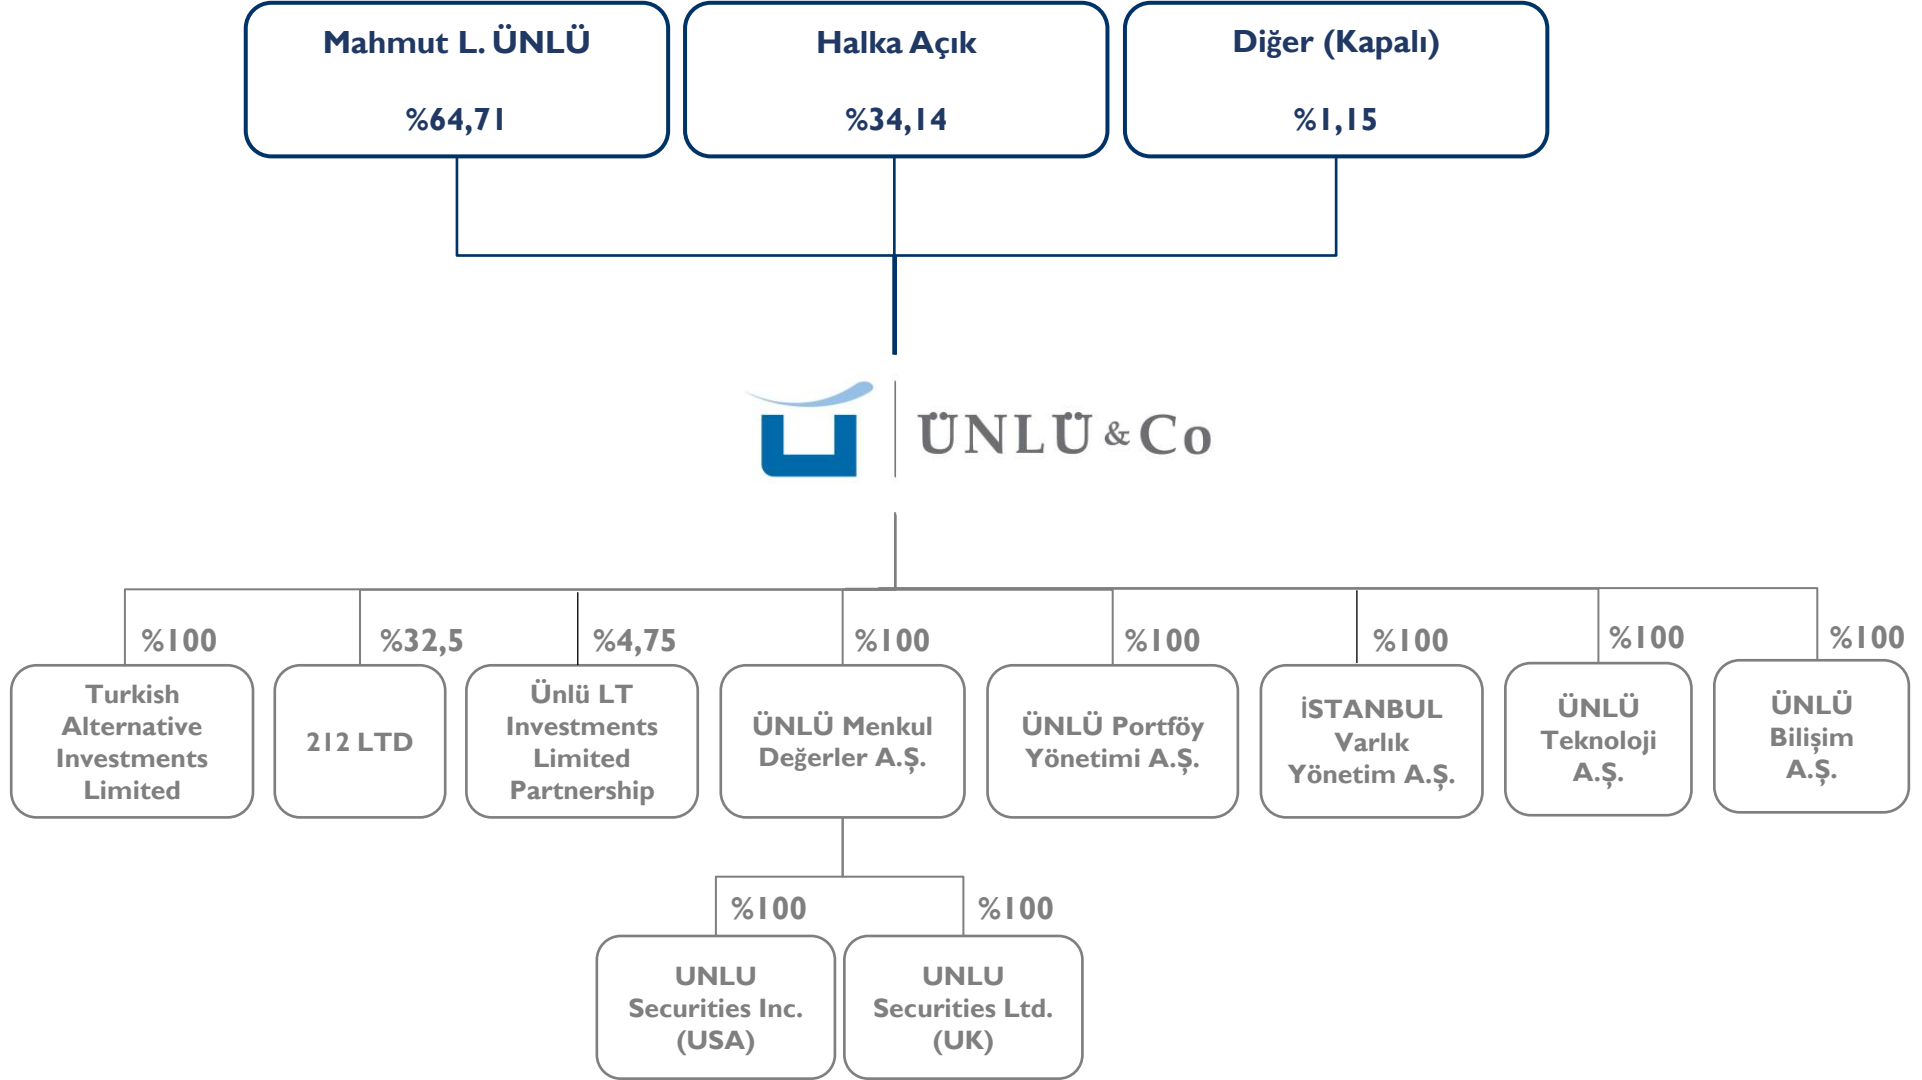 Mahmut L. ÜNLÜ
%64,71
Halka Açık
%34,14
Diğer (Kapalı)
%1,15
ÜNLÜ & Co
%100
Turkish
Alternative
Investments
Limited
%32,5
212 LTD
%4,75
Ünlü LT
Investments
Limited
Partnership
%100
ÜNLÜ Menkul
Değerler A.Ş.
%100
ÜNLÜ Portföy
Yönetimi A.Ş.
%100
İSTANBUL
Varlık
Yönetim A.Ş.
%100
ÜNLÜ
Teknoloji
A.Ş.
%100
ÜNLÜ
Bilişim
A.Ş.
%100
UNLU
Securities Inc.
(USA)
%100
UNLU
Securities Ltd.
(UK)